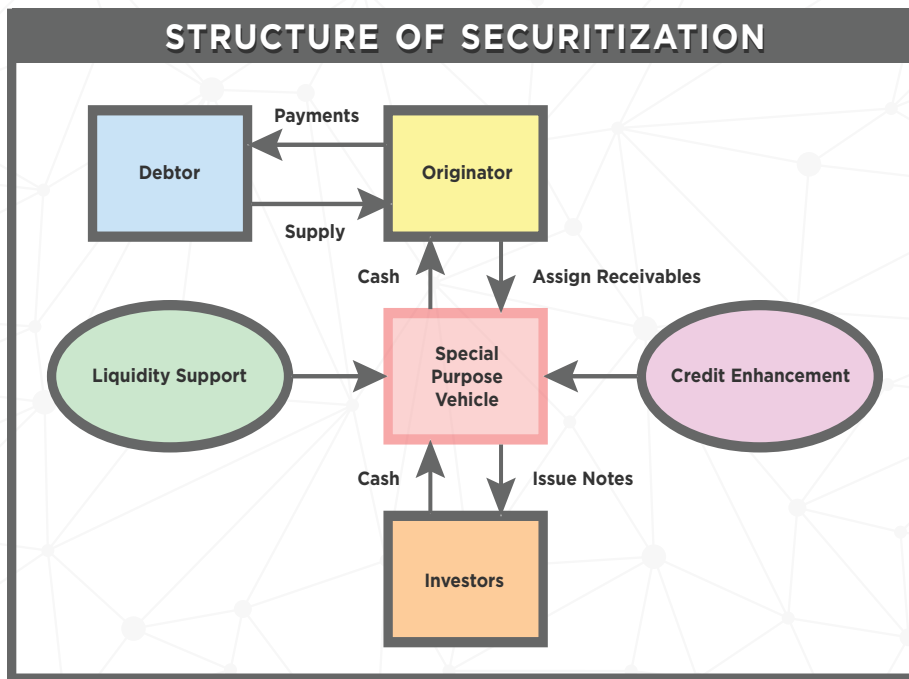 STRUCTURE OF SECURITIZATION
Payments
Debtor
Originator
Supply
Cash
Assign Receivables
Liquidity Support
Special
Purpose
Vehicle
Credit Enhancement
Cash
Issue Notes
Investors